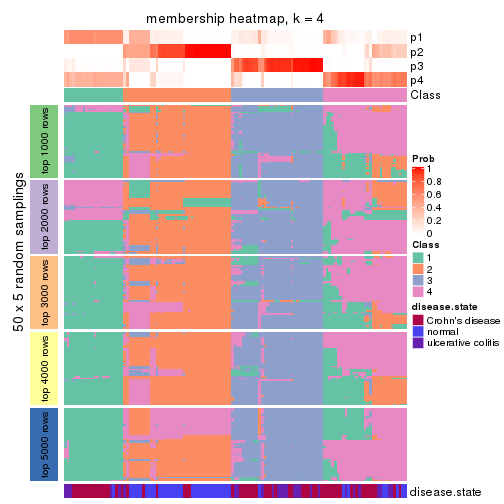 membership heatmap, k = 4
p1
p2
p3
p4
Class
50 x 5 random samplings
top 1000 rows
top 2000 rows
top 3000 rows
top 4000 rows
top 5000 rows
Prob
1
0.8
0.6
0.4
0.2
0
Class
1
2
3
4
disease.state
Crohn's disease
normal
ulcerative colitis
disease.state